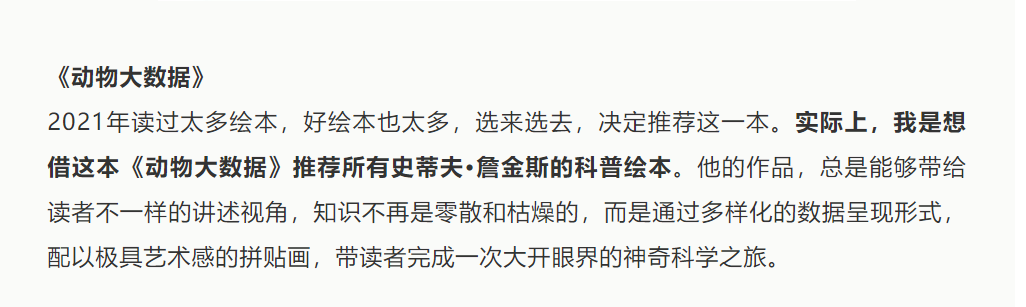 《动物大数据》
2021年读过太多绘本，好绘本也太多，选来选去，决定推荐这一本。实际上，我是想
借这本《动物大数据》推荐所有史蒂夫•詹金斯的科普绘本。他的作品，总是能够带给
读者不一样的讲述视角，知识不再是零散和枯燥的，而是通过多样化的数据呈现形式，
配以极具艺术感的拼贴画，带读者完成一次大开眼界的神奇科学之旅。